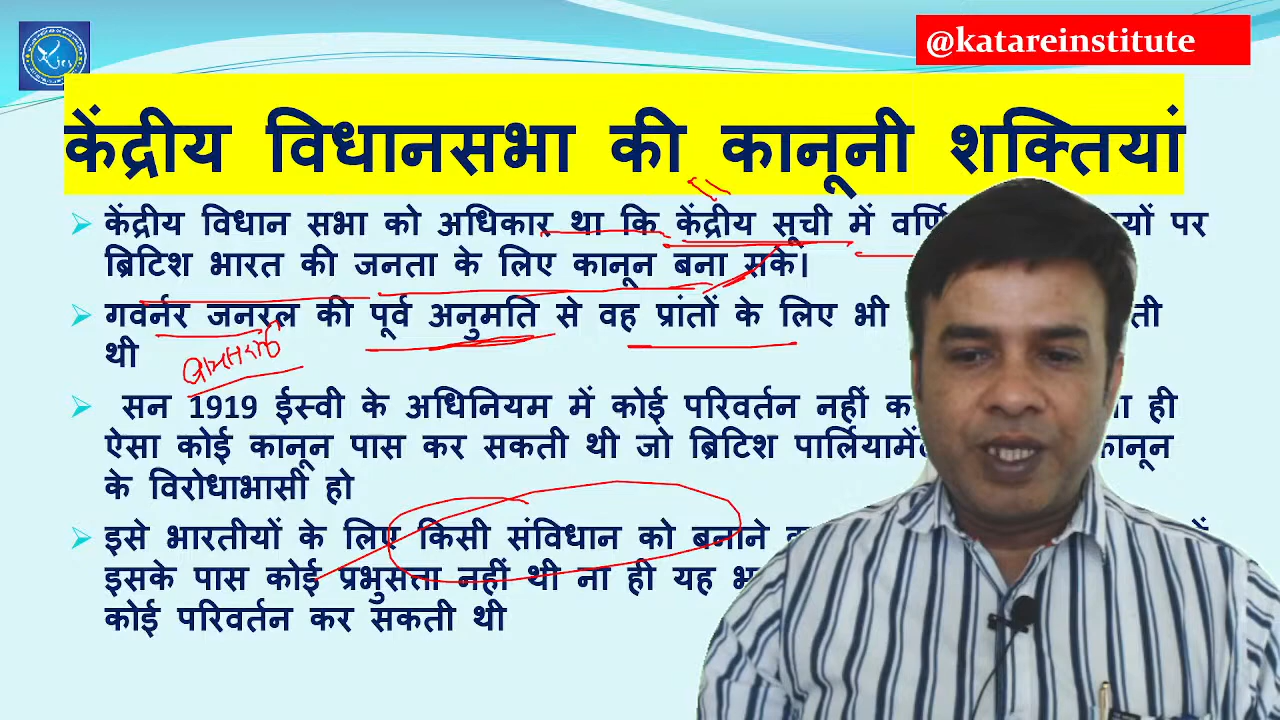 @katareinstitute
केंद्रीय विधानसभा की कानूनी शक्तियां
केंद्रीय विधान सभा को अधिकार था कि केंद्रीय सूची में पर
ब्रिटिश भारत की जनता के लिए कानून बना सके।
गवर्नर जनरल की पूर्व अनुमति से वह प्रांतों के लिए भी
थी
सन 1919 ईस्वी के अधिनियम में कोई परिवर्तन नहीं ही
ऐसा कोई कानून पास कर सकती थी जो ब्रिटिश कानून
के विरोधाभासी हो
इसे भारतीयों के लिए किसी संविधान को बनाने
इसके पास कोई प्रभुसत्ता नहीं थी ना ही यह
कोई परिवर्तन कर सकती थी